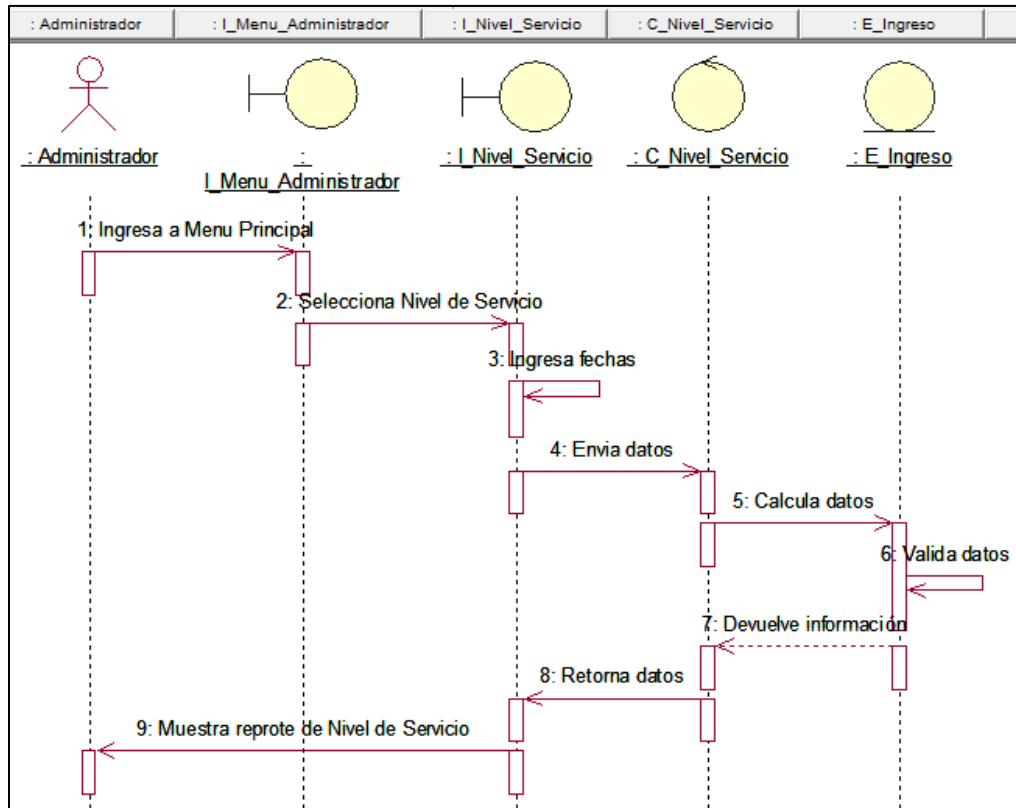 : Administrador
: I_Menu_Administrador
: I_Nivel_Servicio
: C_Nivel_Servicio
: E_Ingreso
: Administrador
:
I_Menu_Administrador
: I_Nivel_Servicio
: C_Nivel_Servicio
: E_Ingreso
1: Ingresa a Menu Principal
2: Selecciona Nivel de Servicio
3: Ingresa fechas
4: Envia datos
5: Calcula datos
6: Valida datos
7: Devuelve información
8: Retorna datos
9: Muestra reprote de Nivel de Servicio